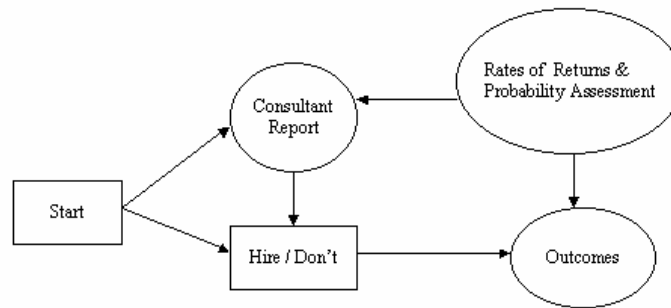 Rates of Returns &
Probability Assessment
Consultant
Report
Start
Hire / Don't
Outcomes